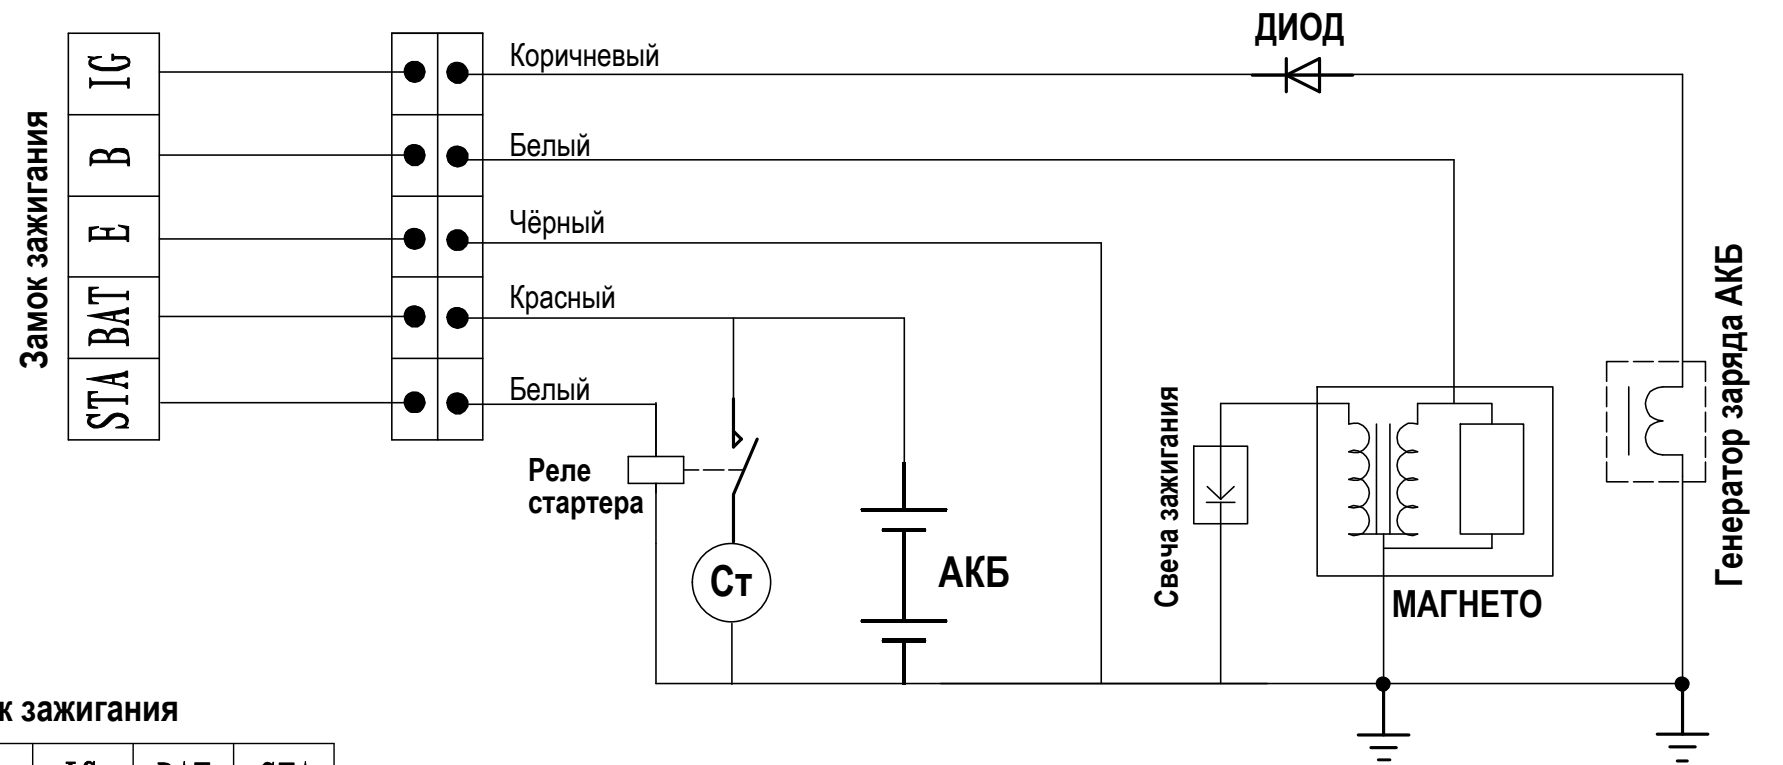 ДИОД
Коричневый
IG
Белый
B
Чёрный
E
Красный
BAT
Белый
STA
Замок зажигания
Реле
стартера
Ст
АКБ
Свеча зажигания
МАГНЕТО
Генератор заряда АКБ
к зажигания